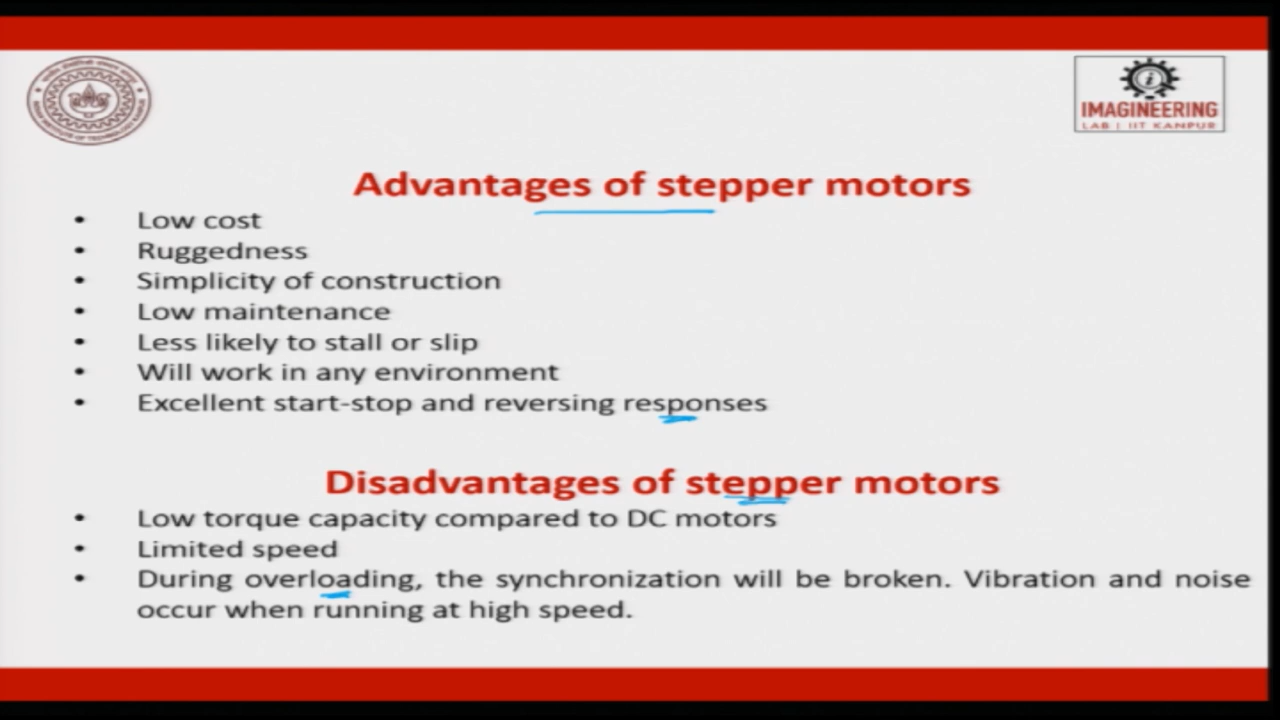 IMAGINEERING
LAB | IIT KANPUR
Advantages of stepper motors
• Low cost
• Ruggedness
• Simplicity of construction
• Low maintenance
• Less likely to stall or slip
• Will work in any environment
• Excellent start-stop and reversing responses
Disadvantages of stepper motors
• Low torque capacity compared to DC motors
• Limited speed
• During overloading, the synchronization will be broken. Vibration and noise
occur when running at high speed.